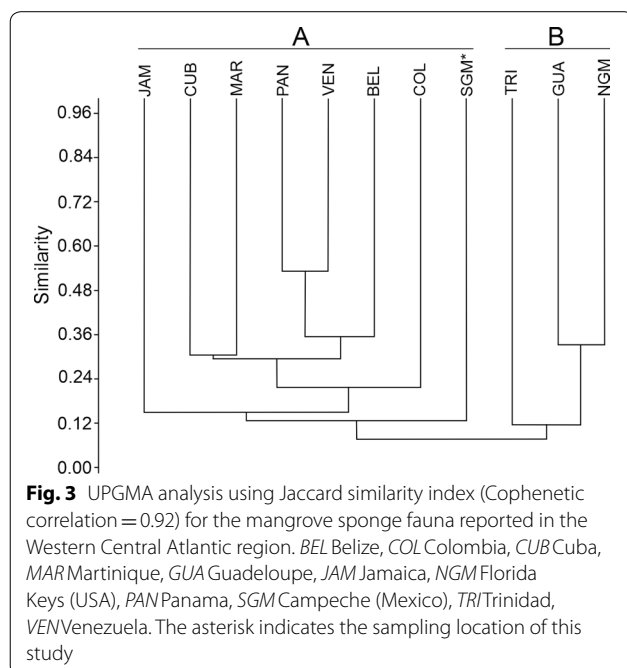 A B
JAM CUB MAR PAN VEN BEL COL SGM* TRI GUA NGM
0.96
0.84
0.72
0.60
0.48
0.36
0.24
0.12
0.00
Similarity
Fig. 3 UPGMA analysis using Jaccard similarity index (Cophenetic
correlation = 0.92) for the mangrove sponge fauna reported in the
Western Central Atlantic region. BEL Belize, COL Colombia, CUB Cuba,
MAR Martinique, GUA Guadeloupe, JAM Jamaica, NGM Florida
Keys (USA), PAN Panama, SGM Campeche (Mexico), TRI Trinidad,
VEN Venezuela. The asterisk indicates the sampling location of this
study